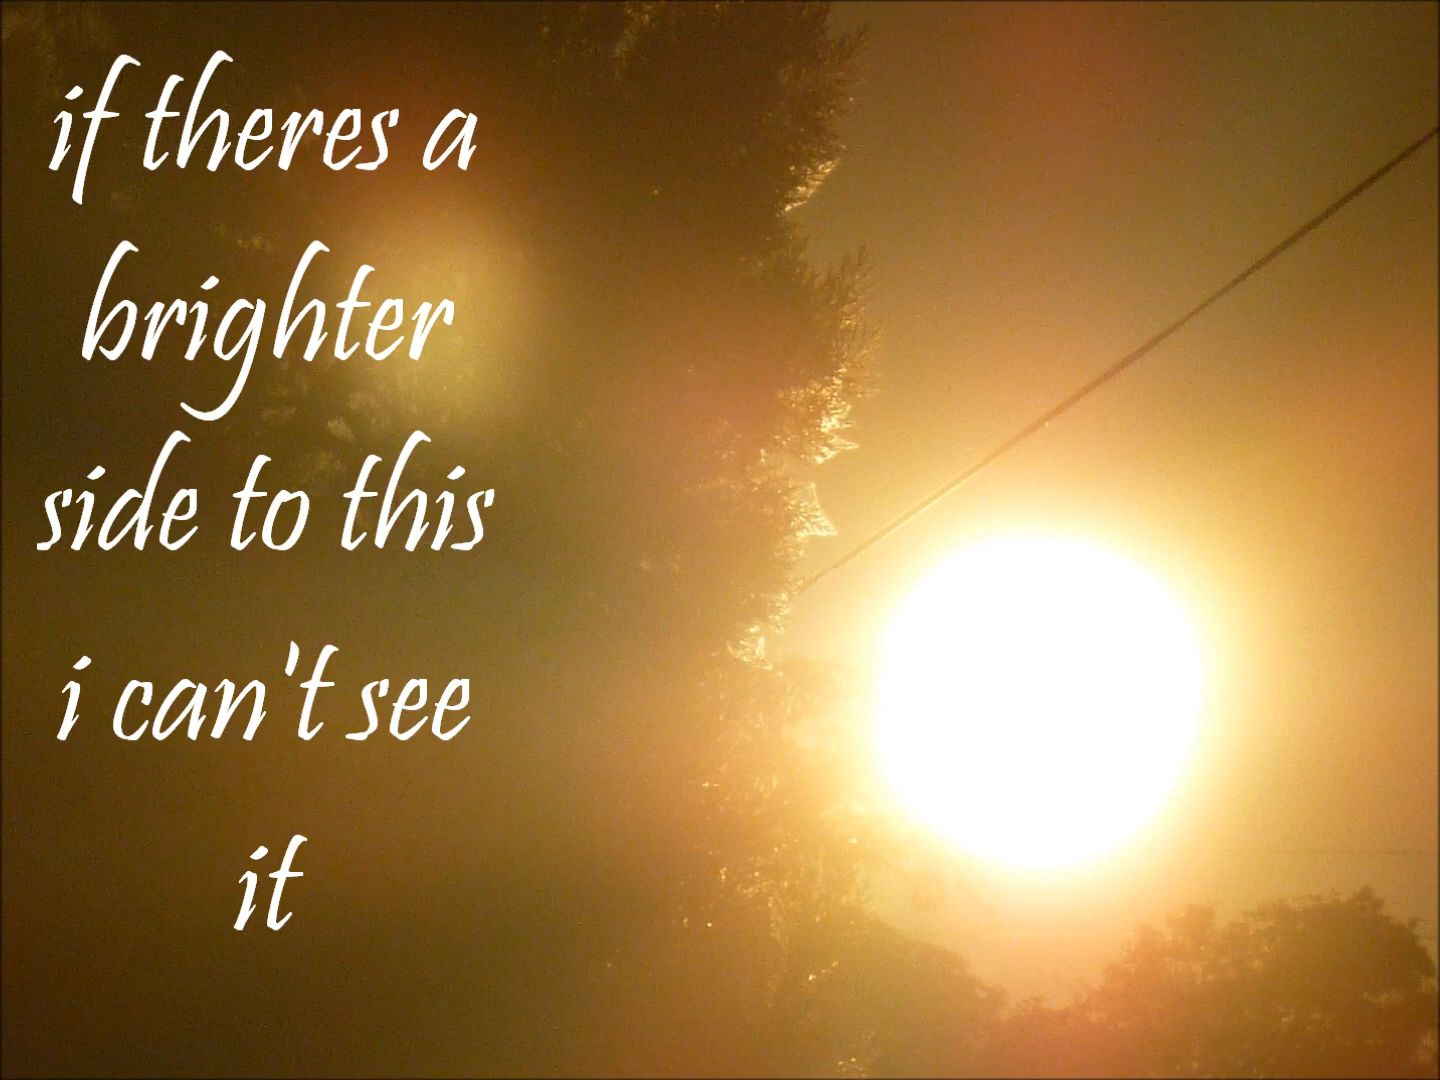 if theres a
brighter
side to this
i can't see
it